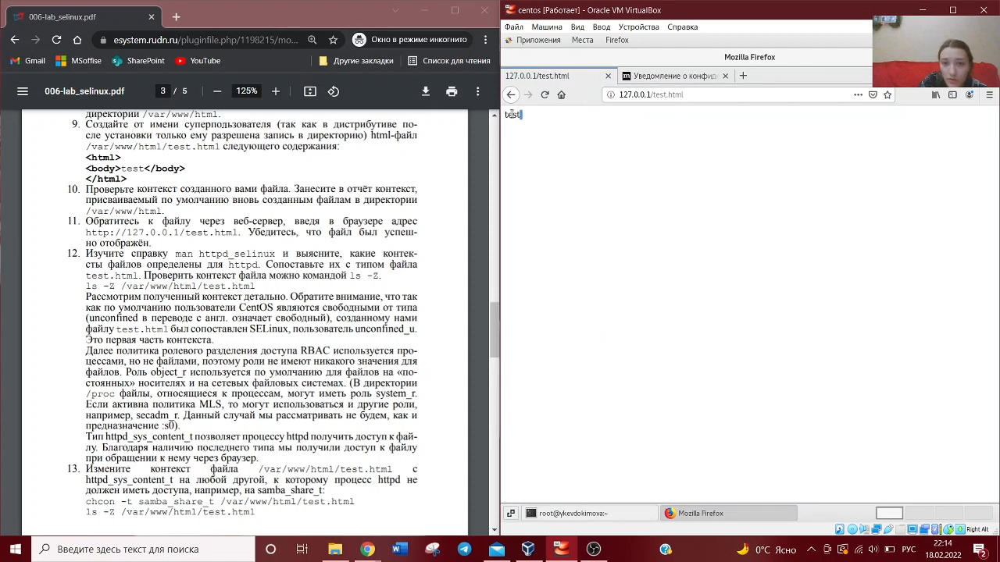 006-lab_selinux.pdf
esystem.rudn.ru/pluginfile.php/1198215/mo...
Окно в режиме инкогнито
Gmail
MSoffise
SharePoint
YouTube
Другие закладки
Список для чтения
006-lab_selinux.pdf
3 / 5
125%
директории /var/www/html.
9. Создайте от имени суперпользователя (так как в дистрибутиве по-
сле установки только ему разрешена запись в директорию) html-файл
/var/www/html/test.html следующего содержания:
<html>
<body>test</body>
</html>
10. Проверьте контекст созданного вами файла. Занесите в отчёт контекст,
присваиваемый по умолчанию вновь созданным файлам в директории
/var/www/html.
11. Обратитесь к файлу через веб-сервер, введя в браузере адрес
http://127.0.0.1/test.html. Убедитесь, что файл был успеш-
но отображён.
12. Изучите справку man httpd_selinux и выясните, какие контек-
сты файлов определены для httpd. Сопоставьте их с типом файла
test.html. Проверить контекст файла можно командой ls -Z.
ls -Z /var/www/html/test.html
Рассмотрим полученный контекст детально. Обратите внимание, что так
как по умолчанию пользователи CentOS являются свободными от типа
(unconfined в переводе с англ. означает свободный), созданному нами
файлу test.html был сопоставлен SELinux, пользователь unconfined_u.
Это первая часть контекста.
Далее политика ролевого разделения доступа RBAC используется про-
цессами, но не файлами, поэтому роли не имеют никакого значения для
файлов. Роль object_r используется по умолчанию для файлов на «по-
стоянных» носителях и на сетевых файловых системах. (В директории
/proc файлы, относящиеся к процессам, могут иметь роль system_r.
Если активна политика MLS, то могут использоваться и другие роли,
например, secadm_r. Данный случай мы рассматривать не будем, как и
предназначение :s0).
Тип httpd_sys_content_t позволяет процессу httpd получить доступ к фай-
лу. Благодаря наличию последнего типа мы получили доступ к файлу
при обращении к нему через браузер.
13. Измените контекст файла /var/www/html/test.html с
httpd_sys_content_t на любой другой, к которому процесс httpd не
должен иметь доступа, например, на samba_share_t:
chcon -t samba_share_t /var/www/html/test.html
ls -Z /var/www/html/test.html
centos [Работает] - Oracle VM VirtualBox
Файл Машина Вид Ввод Устройства Справка
Приложения Места Firefox
Mozilla Firefox
127.0.0.1/test.html
Уведомление о конфид
127.0.0.1/test.html
test
root@ykevdokimova:~
Mozilla Firefox
Right Alt
Введите здесь текст для поиска
0°C Ясно
РУС
22:14
18.02.2022
2